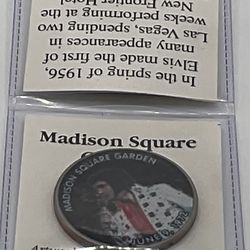 In the spring of 1956,
Elvis made the first of
many appearances in
Las Vegas, spending two
weeks performing at the
New Frontier Hotel
Madison Square
MADISON SQUARE GARDEN
JUNE